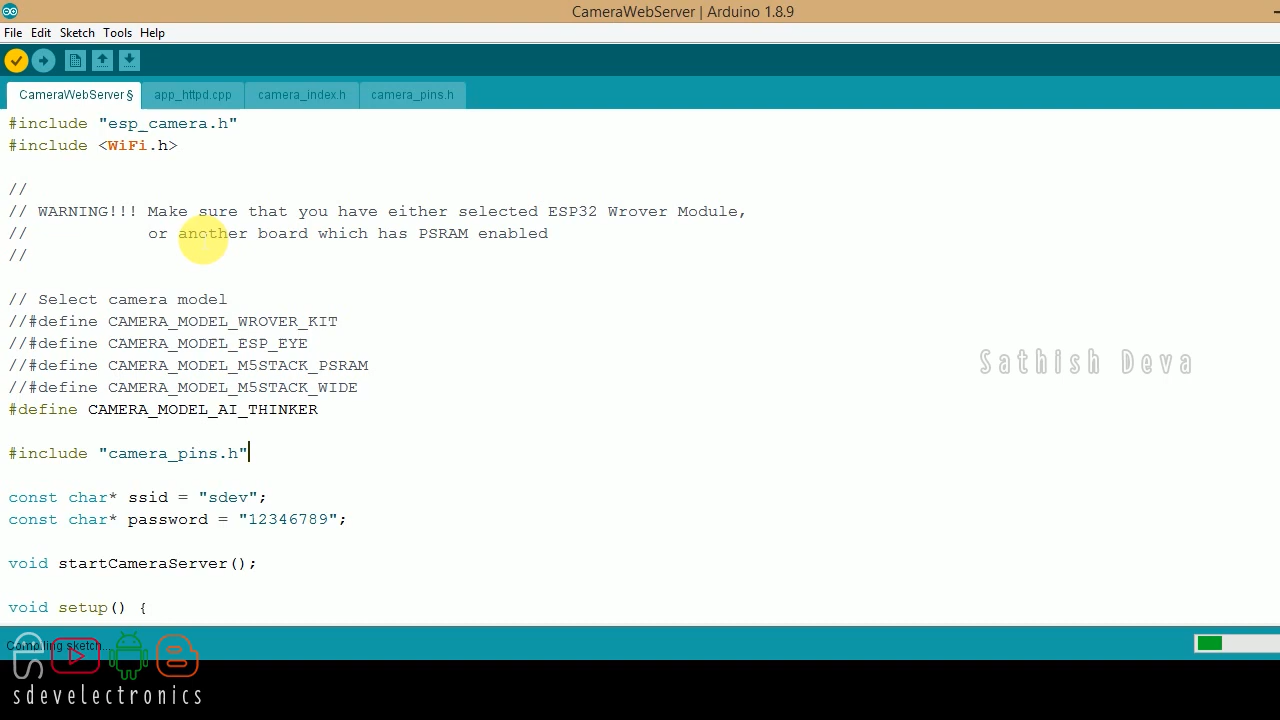 CameraWebServer | Arduino 1.8.9
File Edit Sketch Tools Help
CameraWebServer § app_httpd.cpp camera_index.h camera_pins.h
#include "esp_camera.h"
#include <WiFi.h>
//
// WARNING!!! Make sure that you have either selected ESP32 Wrover Module,
// or another board which has PSRAM enabled
//
// Select camera model
//#define CAMERA_MODEL_WROVER_KIT
//#define CAMERA_MODEL_ESP_EYE
//#define CAMERA_MODEL_M5STACK_PSRAM
//#define CAMERA_MODEL_M5STACK_WIDE
#define CAMERA_MODEL_AI_THINKER
#include "camera_pins.h"
const char* ssid = "sdev";
const char* password = "12346789";
void startCameraServer();
void setup() {
Sathish Deva
Compiling sketch...
sdevelectronics